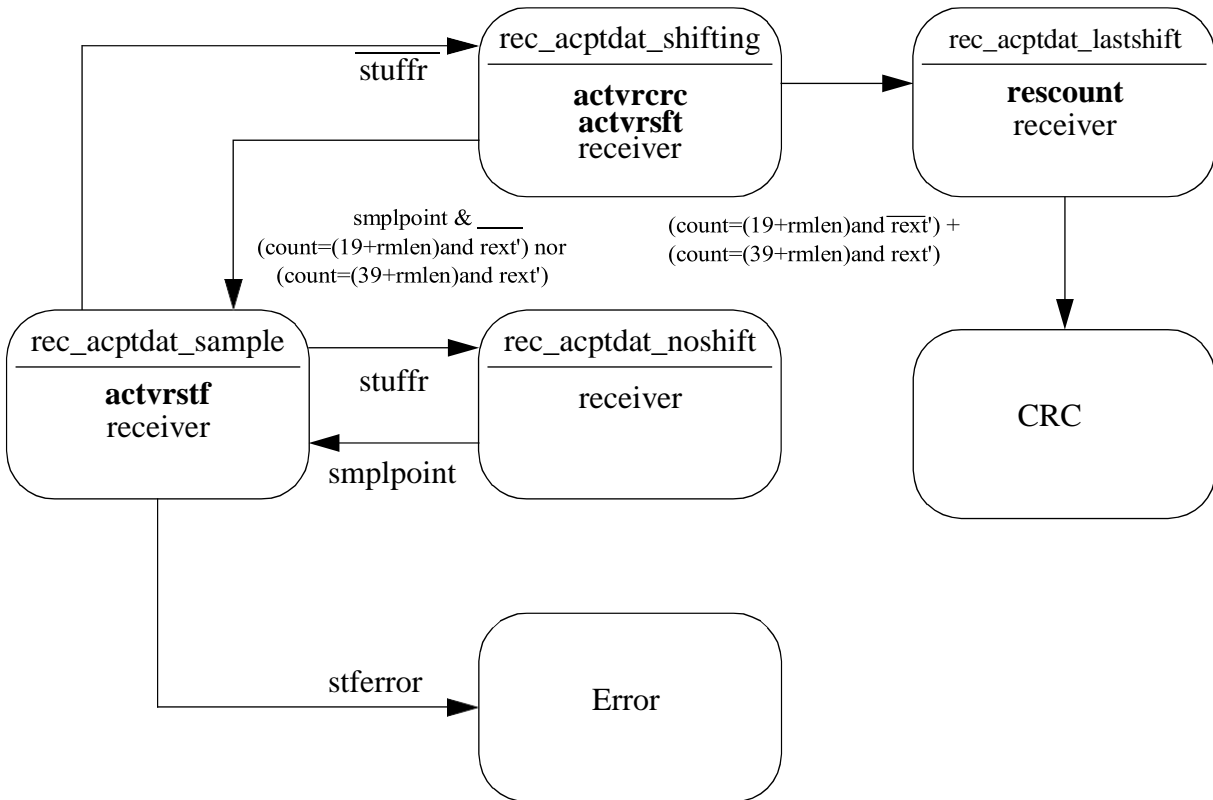 rec_acptdat_shifting
actvrcrc
actvrsft
receiver
rec_acptdat_lastshift
rescount
receiver
stuffr
smplpoint &
(count=(19+rmlen)and rext') nor
(count=(39+rmlen)and rext')
(count=(19+rmlen)and rext') +
(count=(39+rmlen)and rext')
rec_acptdat_sample
actvrstf
receiver
stuffr
smplpoint
rec_acptdat_noshift
receiver
CRC
stferror
Error